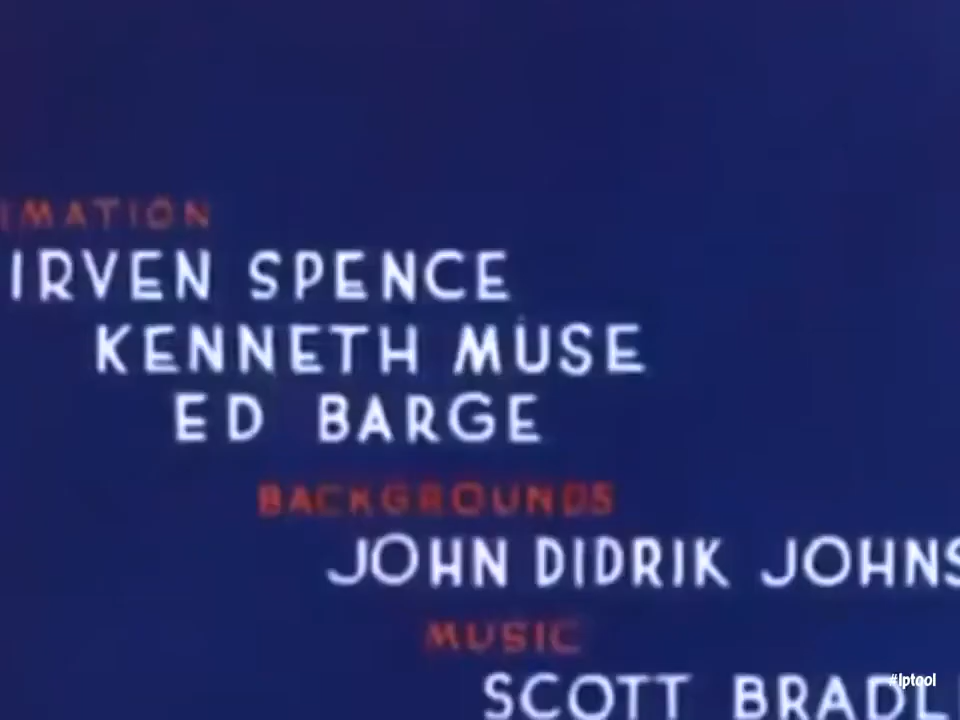 IMATION
IRVEN SPENCE
KENNETH MUSE
ED BARGE
BACKGROUNDS
JOHN DIDRIK JOHNS
MUSIC
SCOTT BRADL
#lptool